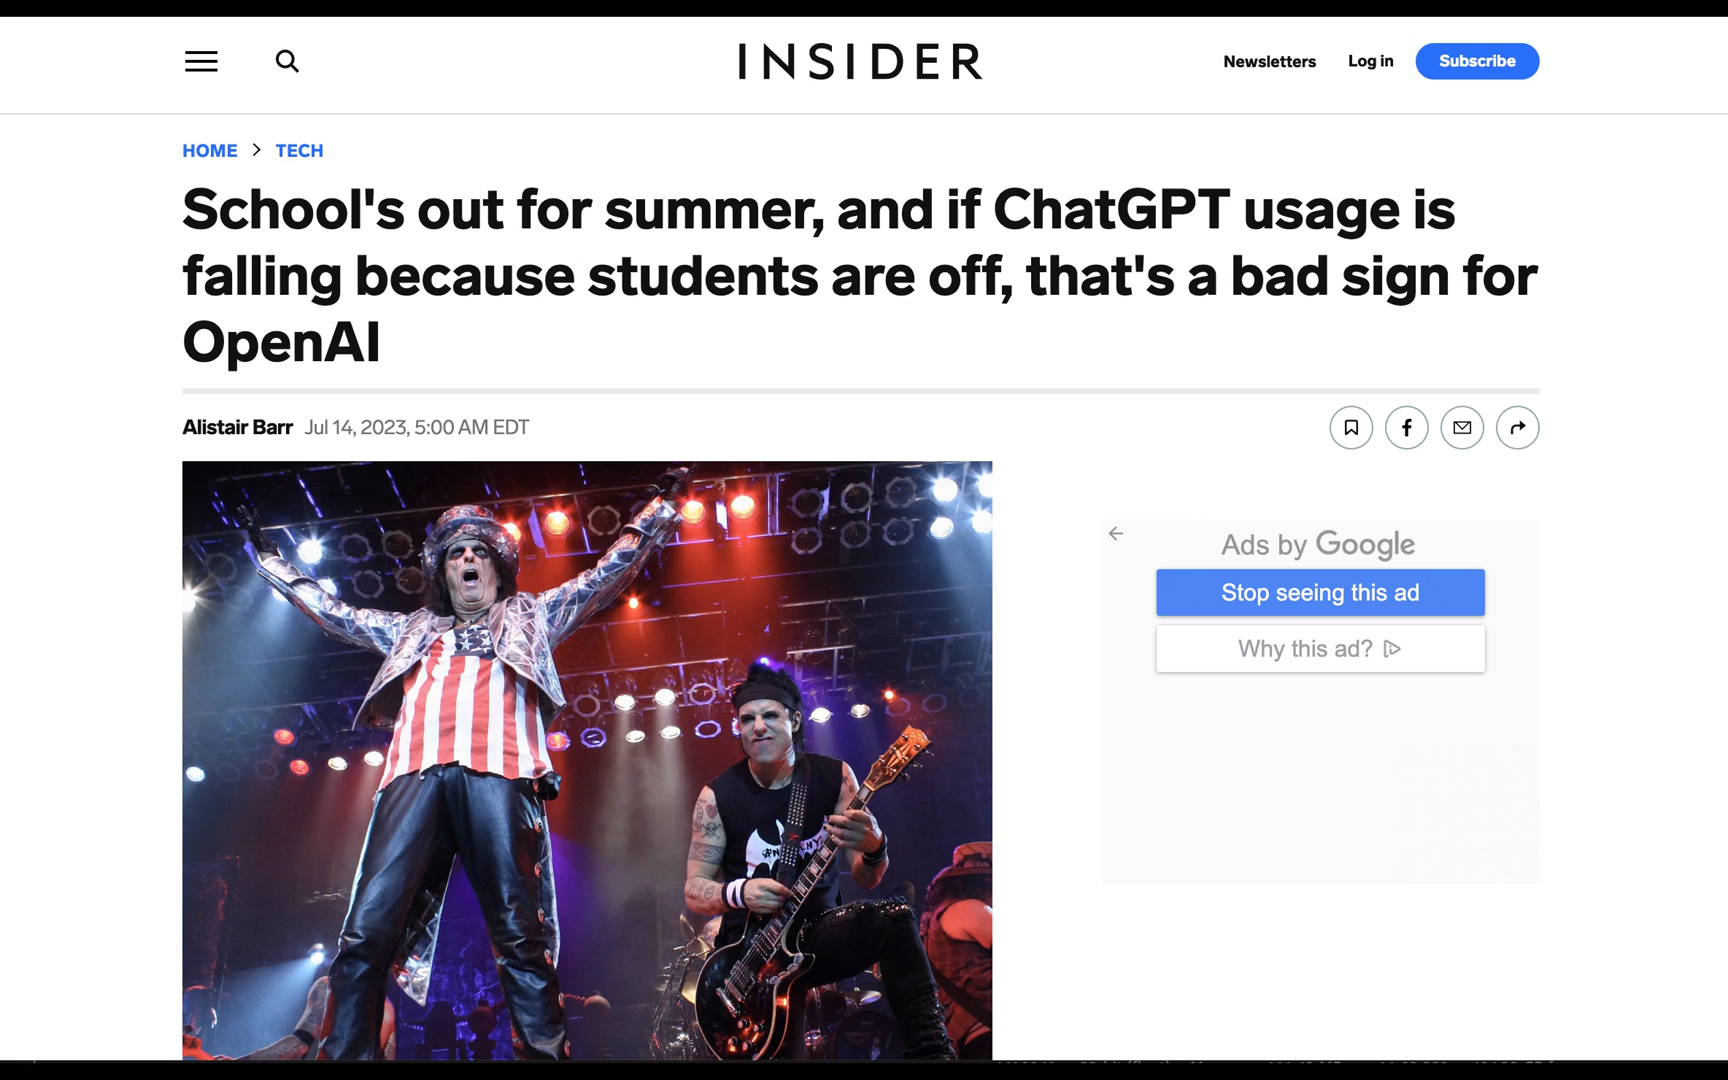 INSIDER
Newsletters
Log in
Subscribe
HOME > TECH
School's out for summer, and if ChatGPT usage is
falling because students are off, that's a bad sign for
OpenAI
Alistair Barr Jul 14, 2023, 5:00 AM EDT
Ads by Google
Stop seeing this ad
Why this ad?